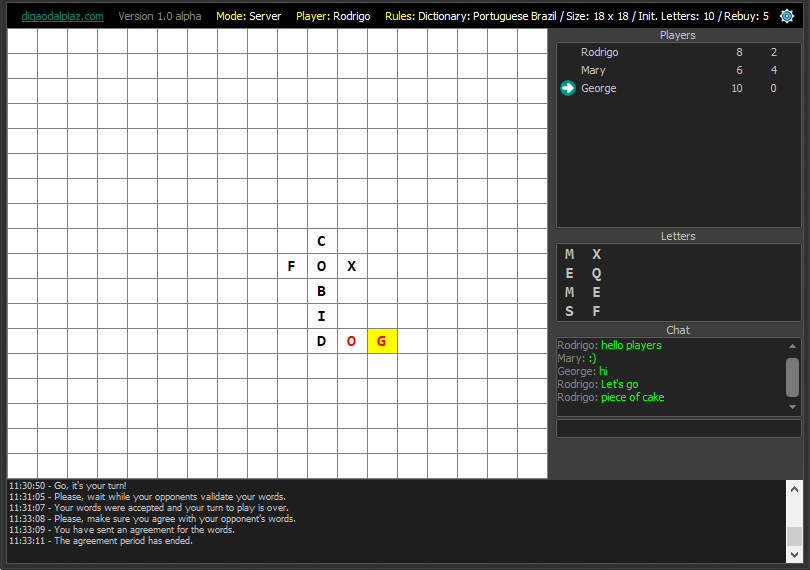 digaodalpiaz.com Version 1.0 alpha Mode: Server Player: Rodrigo Rules: Dictionary: Portuguese Brazil / Size: 18 x 18 / Init. Letters: 10 / Rebuy: 5
Players
Rodrigo 8 2
Mary 6 4
George 10 0
C
F O X
B
I
D O G
Letters
M X
E Q
M E
S F
Chat
Rodrigo: hello players
Mary: :)
George: hi
Rodrigo: Let's go
Rodrigo: piece of cake
11:30:50 - Go, it's your turn!
11:31:05 - Please, wait while your opponents validate your words.
11:31:07 - Your words were accepted and your turn to play is over.
11:33:08 - Please, make sure you agree with your opponent's words.
11:33:09 - You have sent an agreement for the words.
11:33:11 - The agreement period has ended.